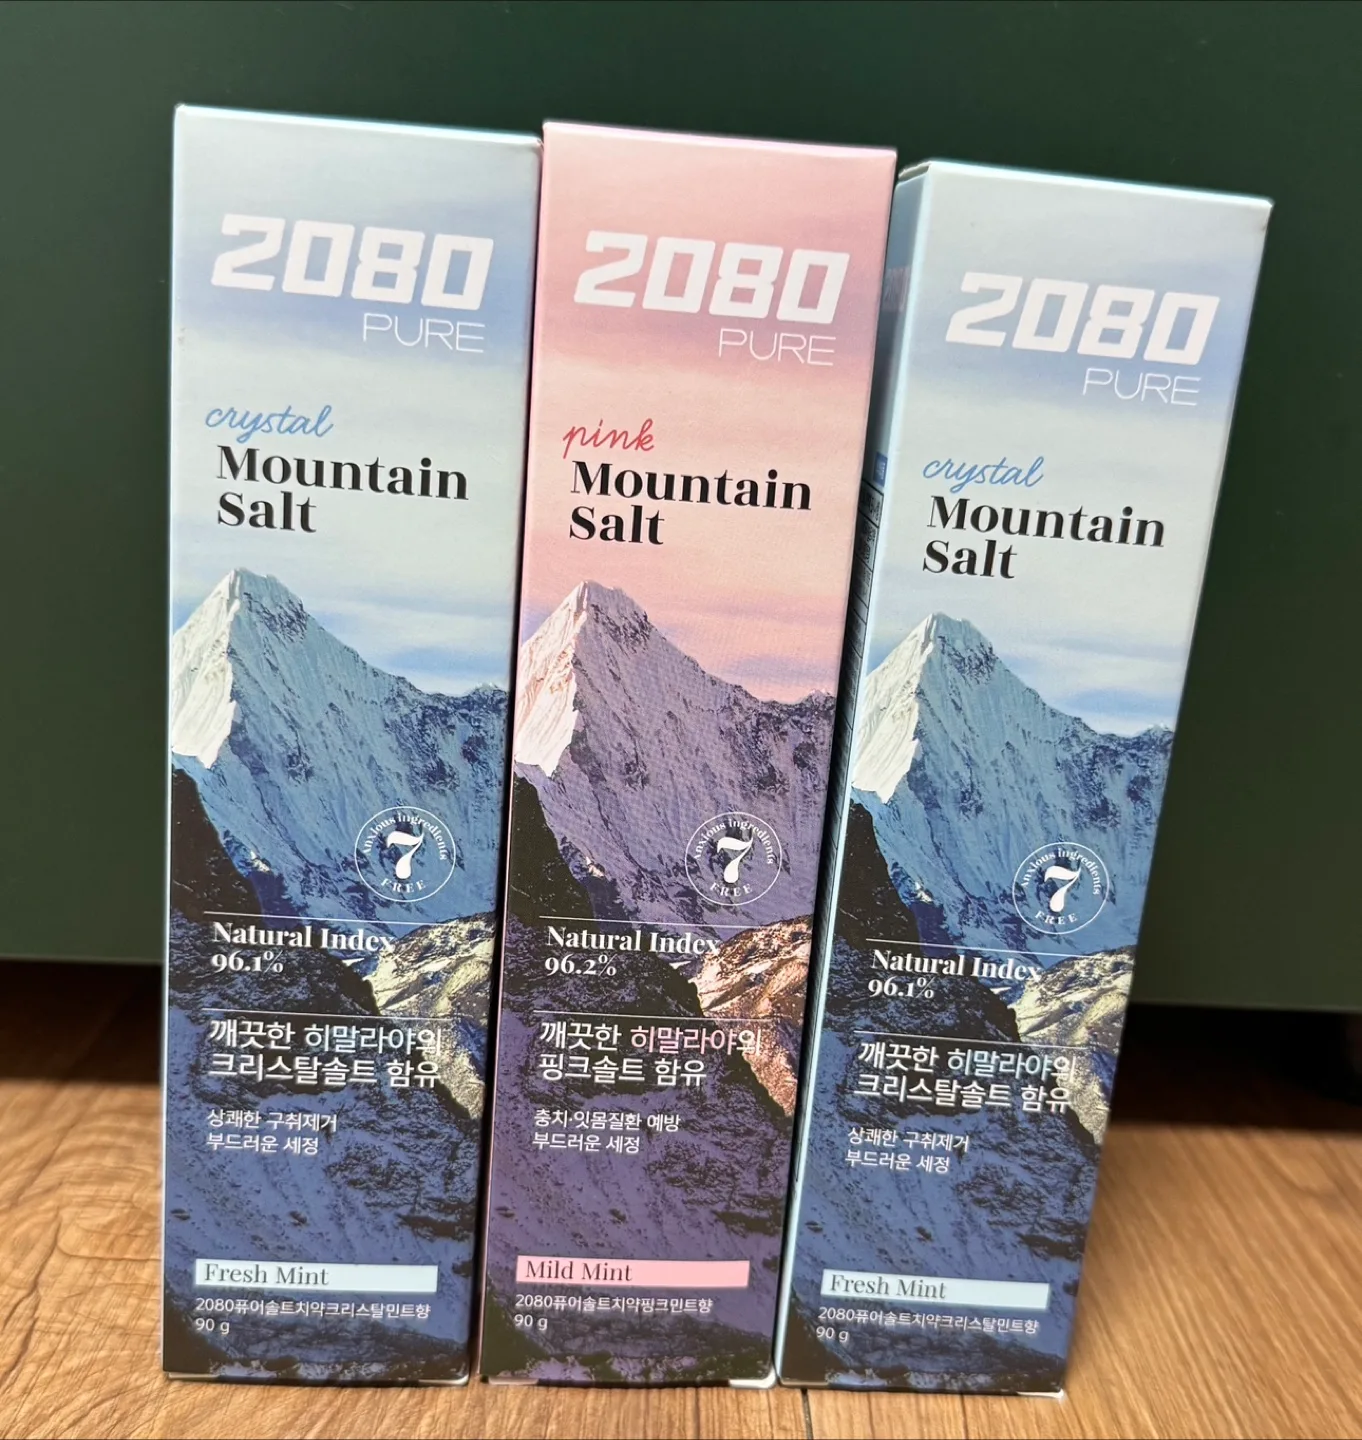 2080
PURE
crystal
Mountain
Salt
Anxious ingredients
7
FREE
Natural Index
96.1%
깨끗한 히말라야의
크리스탈솔트 함유
상쾌한 구취제거
부드러운 세정
Fresh Mint
2080퓨어솔트치약크리스탈민트향
90 g
2080
PURE
pink
Mountain
Salt
Anxious ingredients
7
FREE
Natural Index
96.2%
깨끗한 히말라야의
핑크솔트 함유
충치·잇몸질환 예방
부드러운 세정
Mild Mint
2080퓨어솔트치약핑크민트향
90 g
2080
PURE
crystal
Mountain
Salt
Anxious ingredients
7
FREE
Natural Index
96.1%
깨끗한 히말라야의
크리스탈솔트 함유
상쾌한 구취제거
부드러운 세정
Fresh Mint
2080퓨어솔트치약크리스탈민트향
90 g